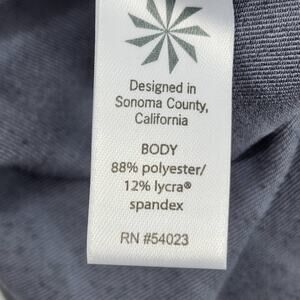 Designed in
Sonoma County,
California
BODY
88% polyester/
12% lycra®
spandex
RN #54023